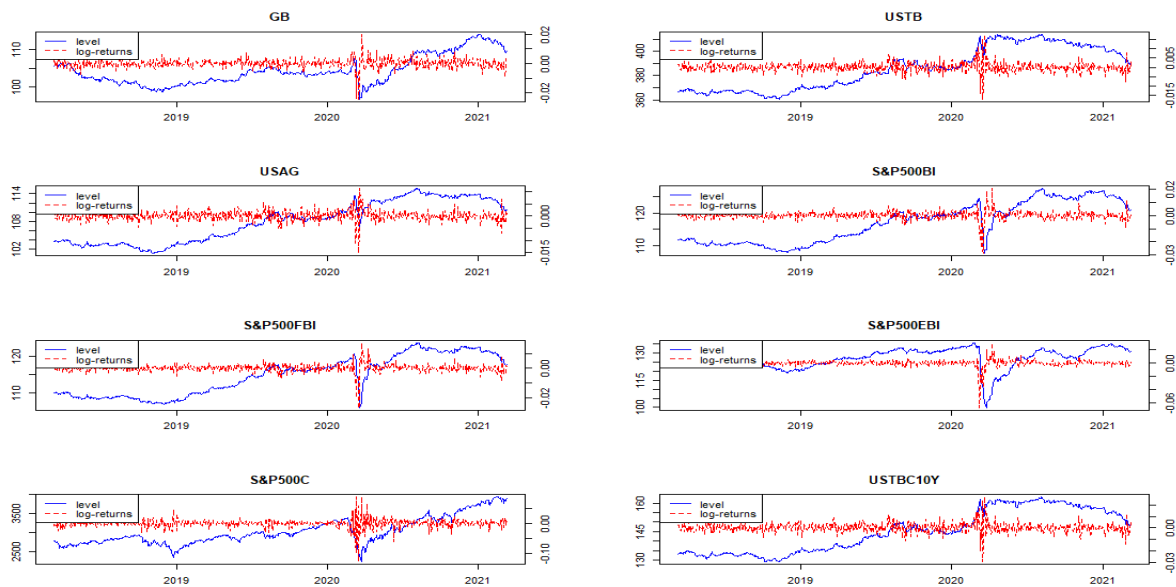 GB
level
log-returns
110
100
0.02
0.00
-0.02
2019 2020 2021
USTB
level
log-returns
400
380
360
0.005
-0.015
2019 2020 2021
USAG
level
log-returns
114
108
102
0.000
-0.015
2019 2020 2021
S&P500BI
level
log-returns
120
110
0.02
0.00
-0.03
2019 2020 2021
S&P500FBI
level
log-returns
120
110
0.00
-0.02
2019 2020 2021
S&P500EBI
level
log-returns
130
115
100
0.00
-0.06
2019 2020 2021
S&P500C
level
log-returns
3500
2500
0.00
-0.10
2019 2020 2021
USTBC10Y
level
log-returns
160
145
130
0.00
-0.03
2019 2020 2021